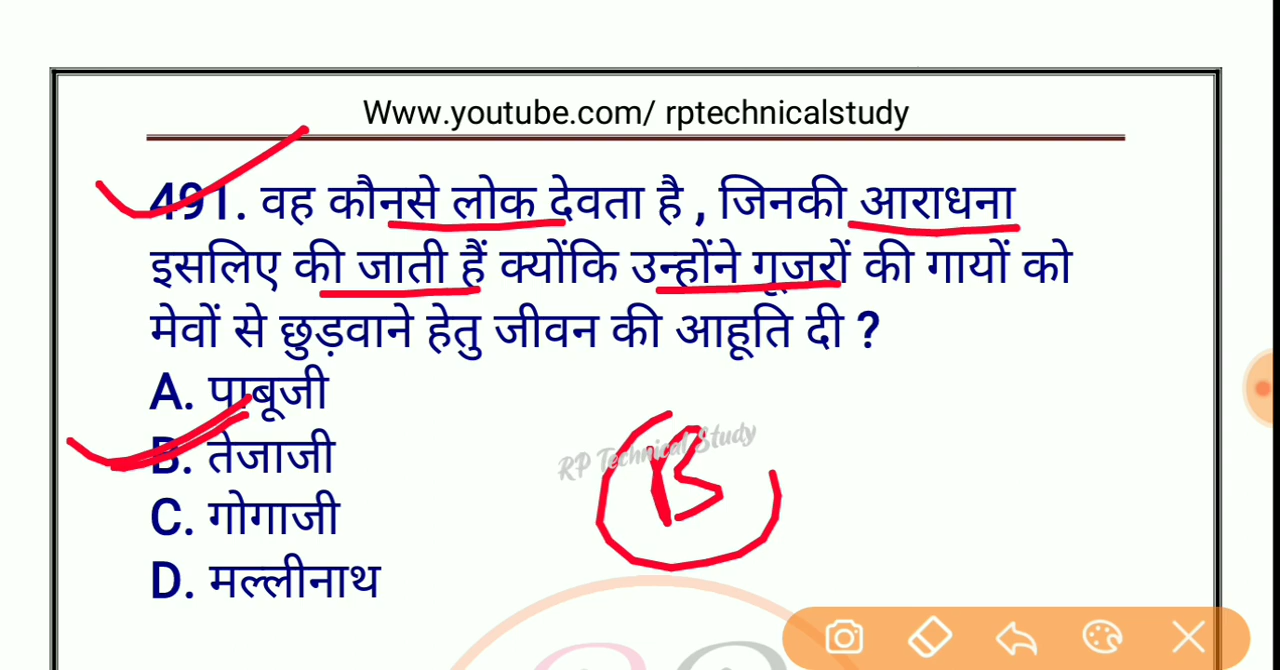 Www.youtube.com/ rptechnicalstudy
491. वह कौनसे लोक देवता है , जिनकी आराधना
इसलिए की जाती हैं क्योंकि उन्होंने गूजरों की गायों को
मेवों से छुड़वाने हेतु जीवन की आहूति दी ?
A. पाबूजी
B. तेजाजी
RP Technical Study
B
C. गोगाजी
D. मल्लीनाथ